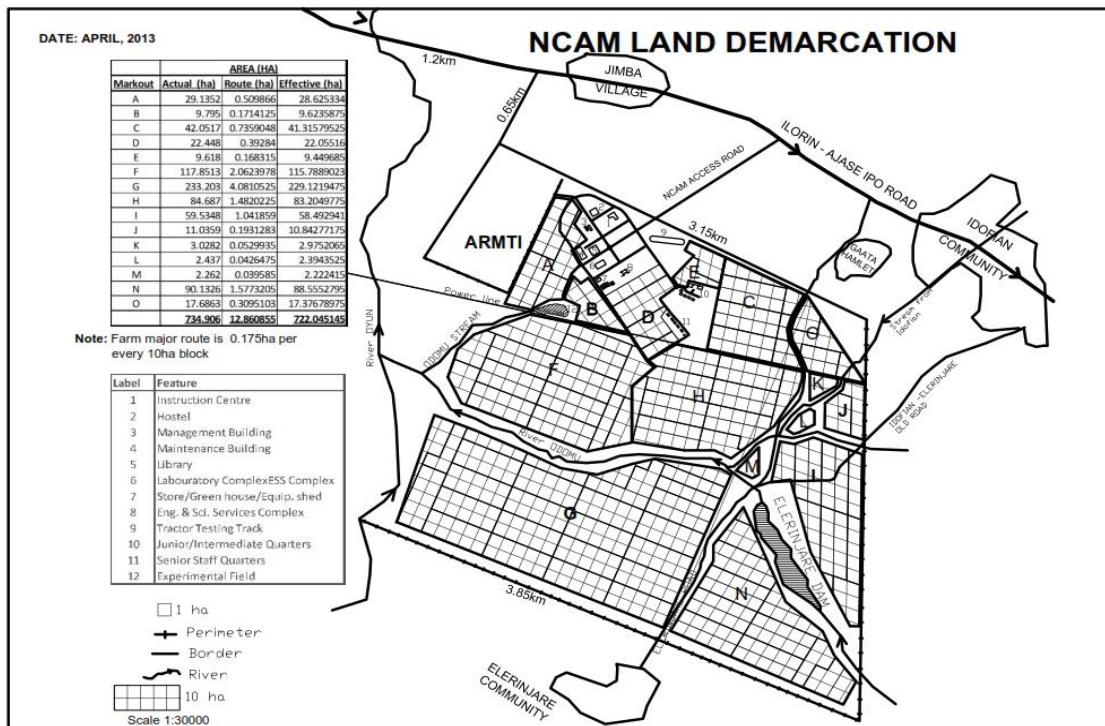 DATE: APRIL, 2013
NCAM LAND DEMARCATION
AREA (HA)
Markout Actual (ha) Route (ha) Effective (ha)
A 29.1352 0.509866 28.625334
B 9.795 0.1714125 9.6235875
C 42.0517 0.7359048 41.31579525
D 22.448 0.39284 22.05516
E 9.618 0.168315 9.449685
F 117.8513 2.0623978 115.7889023
G 233.203 4.0810525 229.1219475
H 84.687 1.4820225 83.2049775
I 59.5348 1.041859 58.492941
J 11.0359 0.1931283 10.84277175
K 3.0282 0.0529935 2.9752065
L 2.437 0.0426475 2.3943525
M 2.262 0.039585 2.222415
N 90.1326 1.5773205 88.5552795
O 17.6863 0.3095103 17.37678975
734.906 12.860855 722.045145
Note: Farm major route is 0.175ha per
every 10ha block
Label Feature
1 Instruction Centre
2 Hostel
3 Management Building
4 Maintenance Building
5 Library
6 Labouratory ComplexESS Complex
7 Store/Green house/Equip. shed
8 Eng. & Sci. Services Complex
9 Tractor Testing Track
10 Junior/Intermediate Quarters
11 Senior Staff Quarters
12 Experimental Field
1 ha
Perimeter
Border
River
10 ha
Scale 1:30000
1.2km
JIMBA
VILLAGE
0.65km
ILORIN - AJASE IPO ROAD
NCAM ACCESS ROAD
IDOFIAN
COMMUNITY
3.15km
GAATA
HAMLET
ARMTI
9
A
E
10
C
Power line
B
D
11
O
Stream from
Idofian
River OYUN
ODOMU STREAM
F
H
K
J
L
IDOFIAN -ELERINJARE
OLD ROAD
River ODOMU
M
I
G
ELERINJARE DAM
N
3.85km
ELERINJARE
COMMUNITY